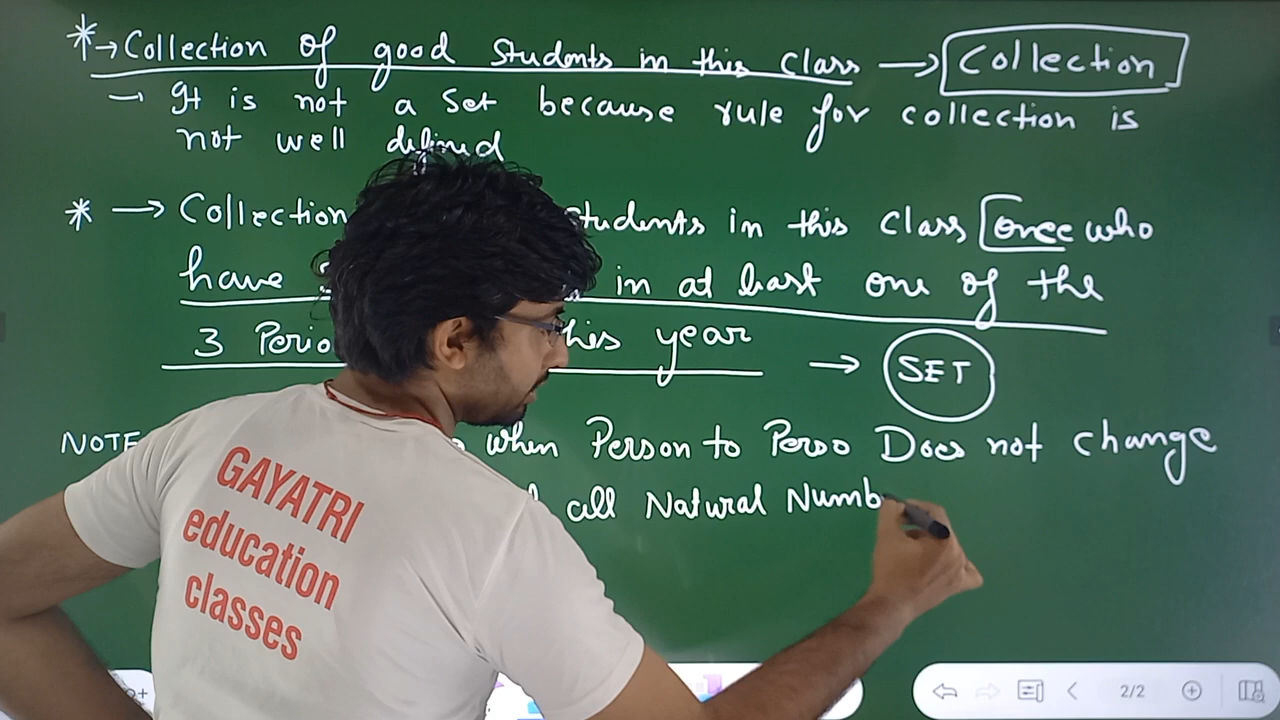 *→Collection of good students in this class → Collection
→ It is not a set because rule for collection is
not well defined
* → Collection students in this class once who
have in at least one of the
3 Perio this year → SET
NOTE when Person to Perso Does not change
all Natural Numb
GAYATRI
education
classes
2/2